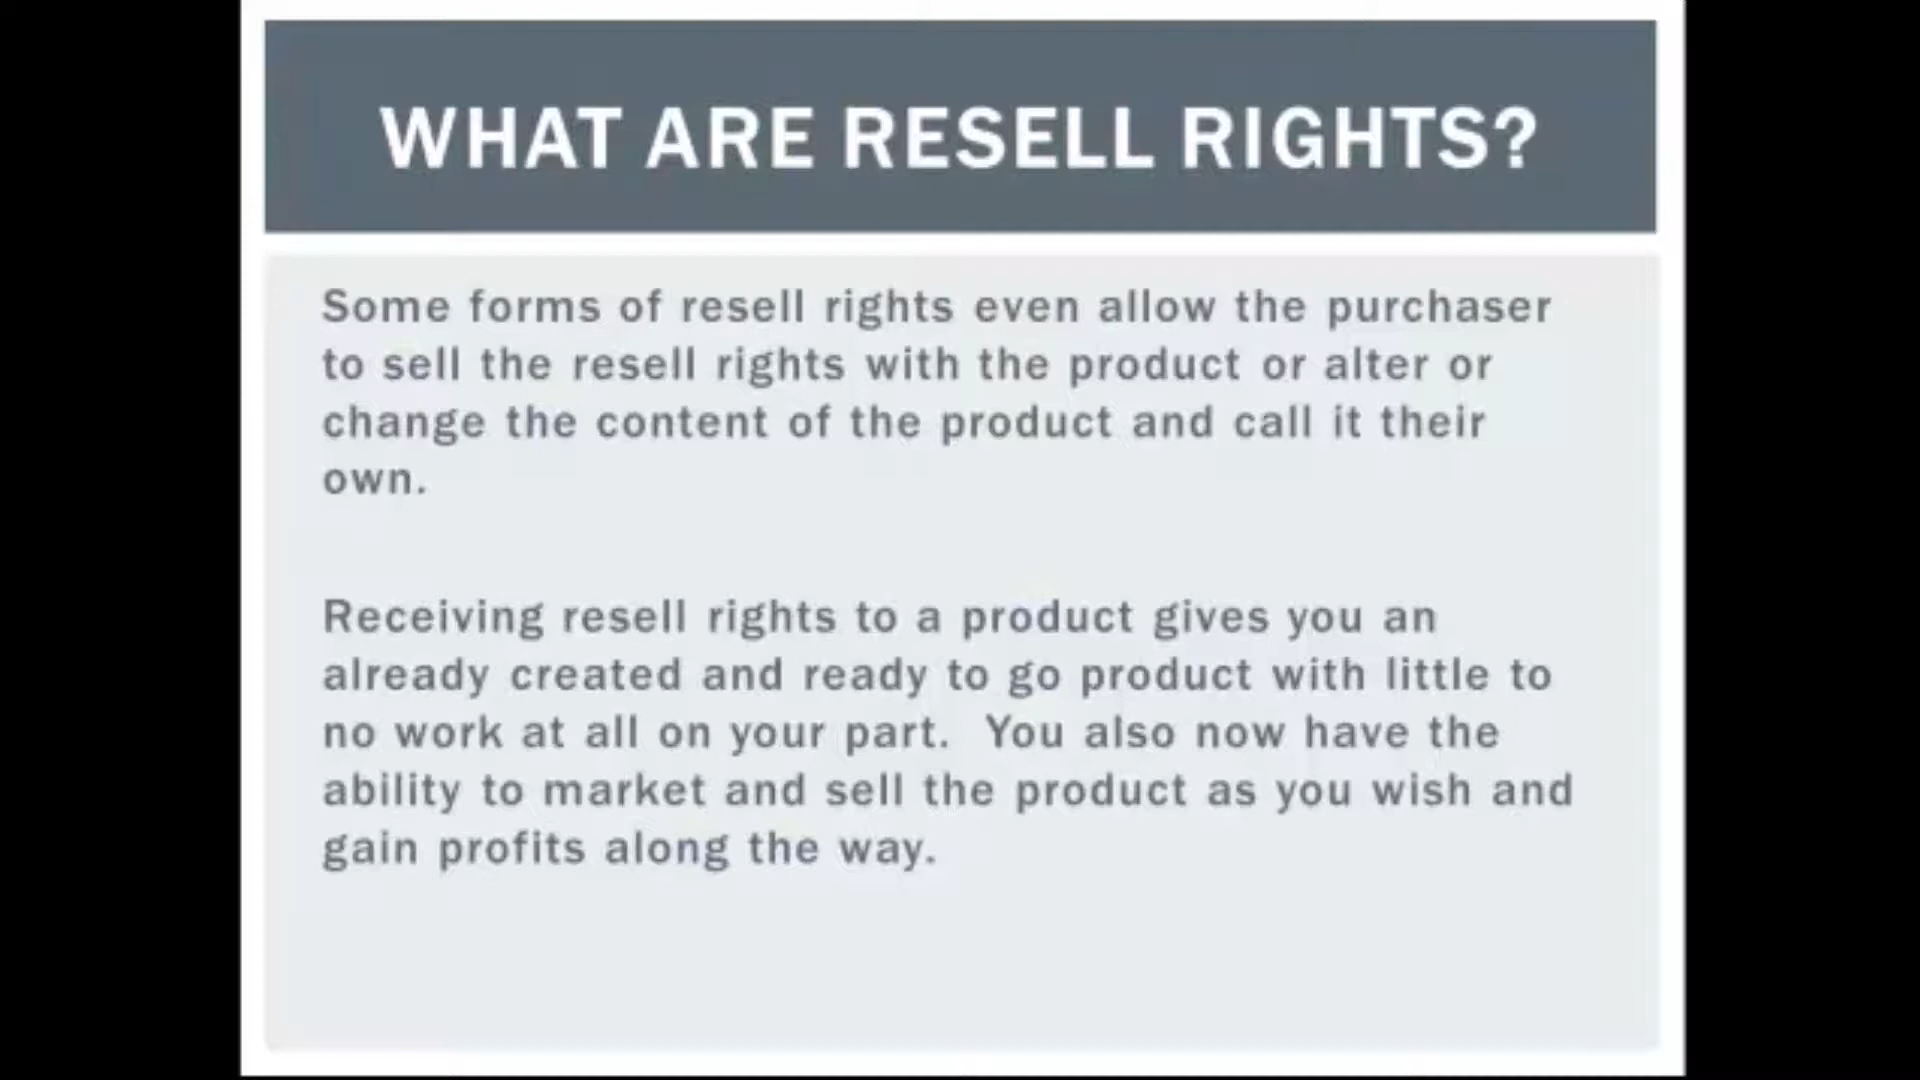 WHAT ARE RESELL RIGHTS?
Some forms of resell rights even allow the purchaser
to sell the resell rights with the product or alter or
change the content of the product and call it their
own.
Receiving resell rights to a product gives you an
already created and ready to go product with little to
no work at all on your part.  You also now have the
ability to market and sell the product as you wish and
gain profits along the way.